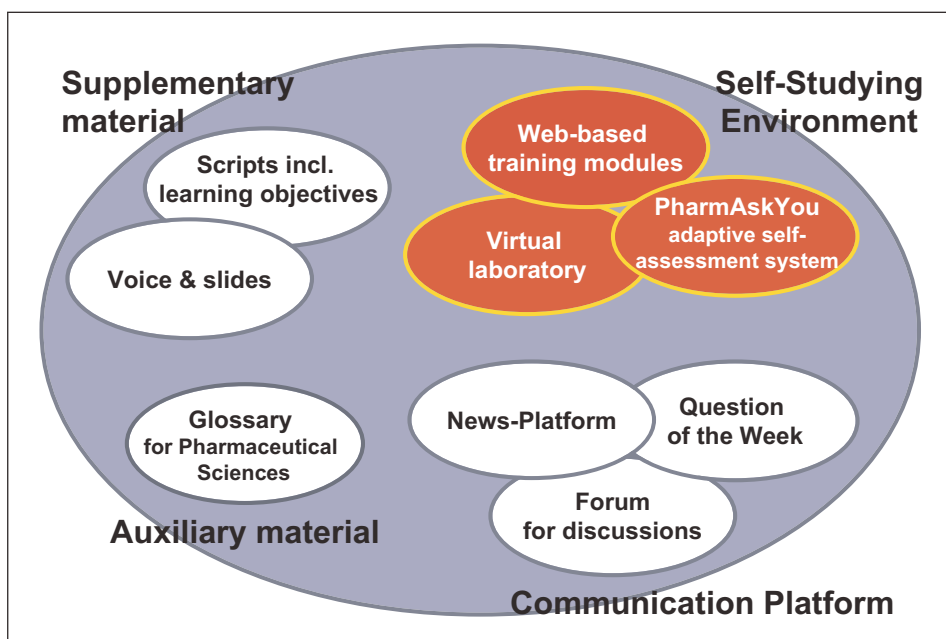 Supplementary
material
Scripts incl.
learning objectives
Voice & slides
Self-Studying
Environment
Web-based
training modules
PharmAskYou
adaptive self-
assessment system
Virtual
laboratory
Glossary
for Pharmaceutical
Sciences
Auxiliary material
News-Platform
Question
of the Week
Forum
for discussions
Communication Platform